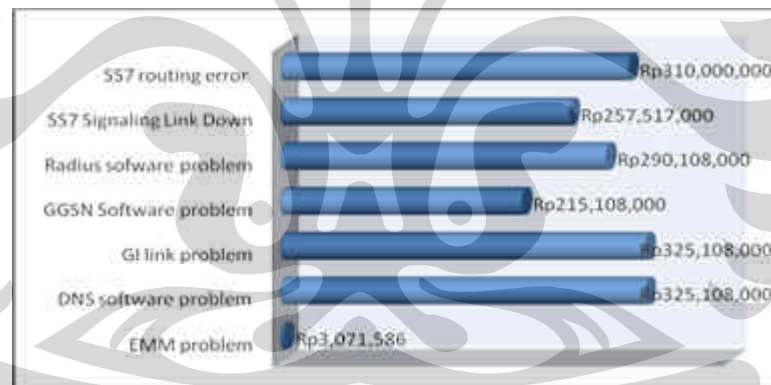 SS7 routing error Rp310,000,000
SS7 Signaling Link Down Rp257,517,000
Radius sofware problem Rp290,108,000
GGSN Software problem Rp215,108,000
GI link problem Rp325,108,000
DNS software problem Rp325,108,000
EMM problem Rp3,071,586